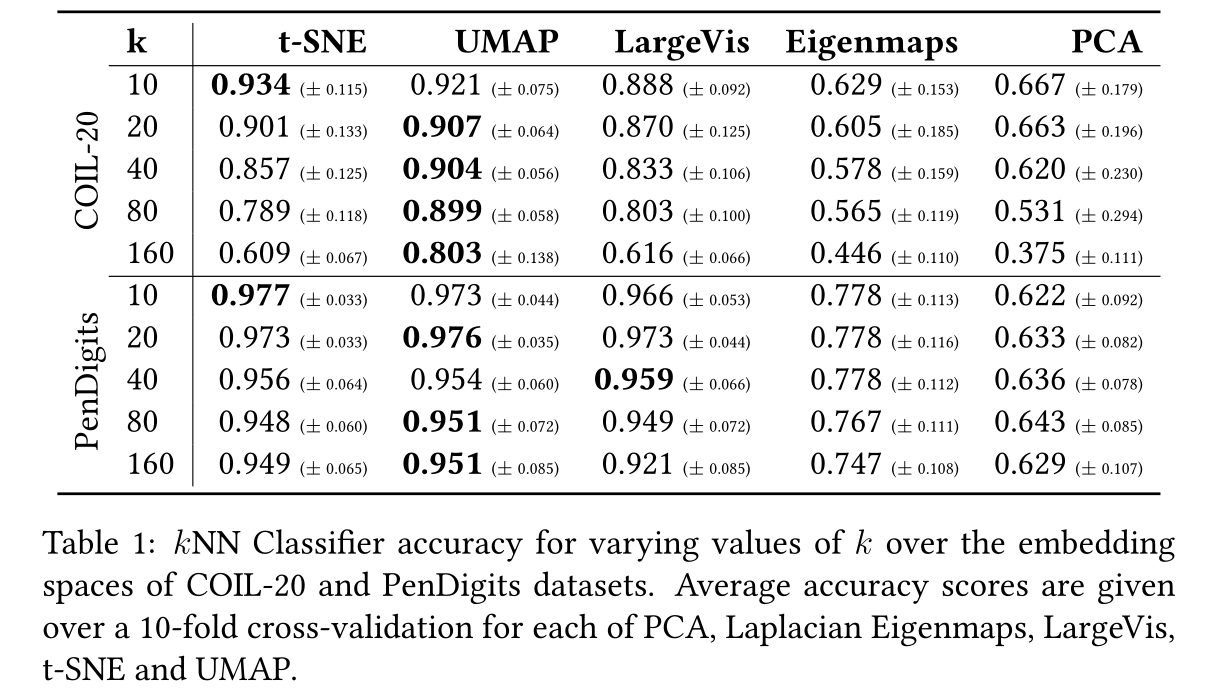 k t-SNE UMAP LargeVis Eigenmaps PCA
COIL-20
10 0.934 (± 0.115) 0.921 (± 0.075) 0.888 (± 0.092) 0.629 (± 0.153) 0.667 (± 0.179)
20 0.901 (± 0.133) 0.907 (± 0.064) 0.870 (± 0.125) 0.605 (± 0.185) 0.663 (± 0.196)
40 0.857 (± 0.125) 0.904 (± 0.056) 0.833 (± 0.106) 0.578 (± 0.159) 0.620 (± 0.230)
80 0.789 (± 0.118) 0.899 (± 0.058) 0.803 (± 0.100) 0.565 (± 0.119) 0.531 (± 0.294)
160 0.609 (± 0.067) 0.803 (± 0.138) 0.616 (± 0.066) 0.446 (± 0.110) 0.375 (± 0.111)
PenDigits
10 0.977 (± 0.033) 0.973 (± 0.044) 0.966 (± 0.053) 0.778 (± 0.113) 0.622 (± 0.092)
20 0.973 (± 0.033) 0.976 (± 0.035) 0.973 (± 0.044) 0.778 (± 0.116) 0.633 (± 0.082)
40 0.956 (± 0.064) 0.954 (± 0.060) 0.959 (± 0.066) 0.778 (± 0.112) 0.636 (± 0.078)
80 0.948 (± 0.060) 0.951 (± 0.072) 0.949 (± 0.072) 0.767 (± 0.111) 0.643 (± 0.085)
160 0.949 (± 0.065) 0.951 (± 0.085) 0.921 (± 0.085) 0.747 (± 0.108) 0.629 (± 0.107)
Table 1: kNN Classifier accuracy for varying values of k over the embedding
spaces of COIL-20 and PenDigits datasets. Average accuracy scores are given
over a 10-fold cross-validation for each of PCA, Laplacian Eigenmaps, LargeVis,
t-SNE and UMAP.